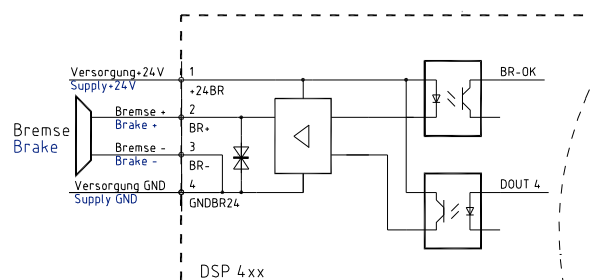 Versorgung+24V
Supply+24V
1
+24BR
BR-OK
Bremse +
Brake +
2
BR+
Bremse
Brake
Bremse -
Brake -
3
BR-
Versorgung GND
Supply GND
4
GNDBR24
DOUT 4
DSP 4xx